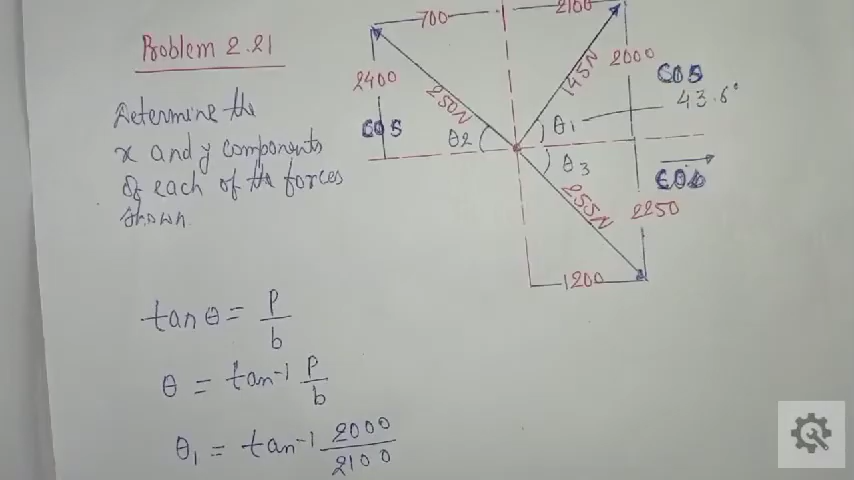 Problem 2.21
Determine the
x and y components
of each of the forces
shown.
700
2100
2400
250N
145N
2000
cos
43.6°
cos
θ2
θ1
θ3
255N
2250
1200
tan θ = P/b
θ = tan⁻¹ P/b
θ₁ = tan⁻¹ 2000/2100